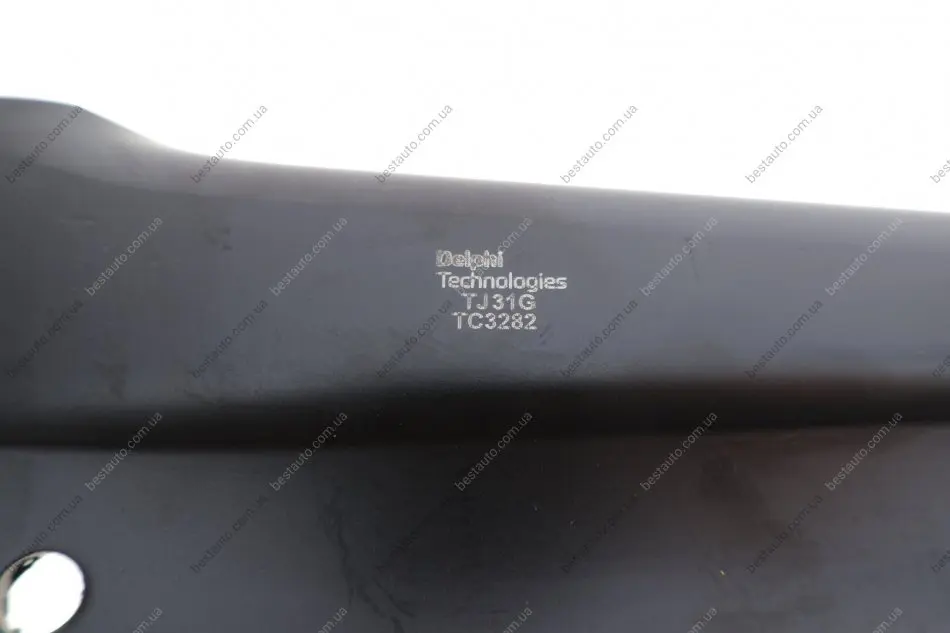 Delphi
Technologies
TJ31G
TC3282
bestauto.com.ua